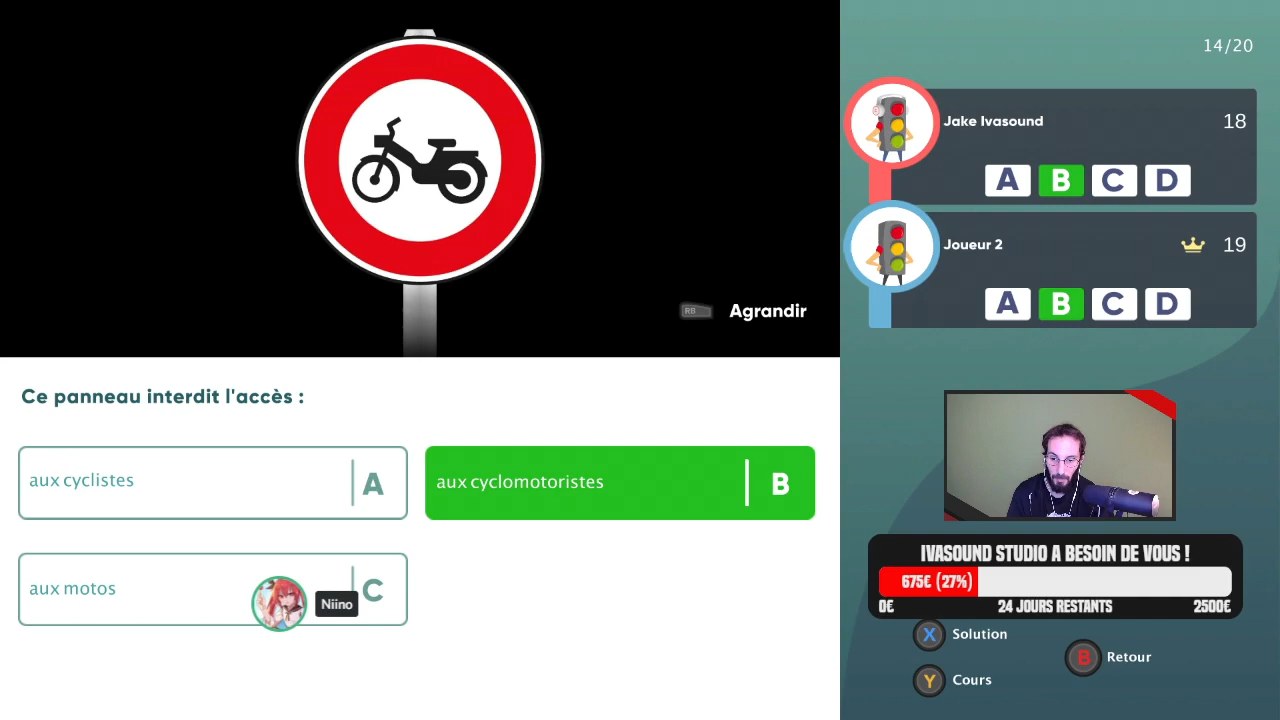 14/20
Jake Ivasound
18
A B C D
Joueur 2
19
A B C D
RB
Agrandir
Ce panneau interdit l'accès :
aux cyclistes
A
aux cyclomotoristes
B
aux motos
C
Niino
IVASOUND STUDIO A BESOIN DE VOUS !
675€ (27%)
0€
24 JOURS RESTANTS
2500€
X Solution
B Retour
Y Cours